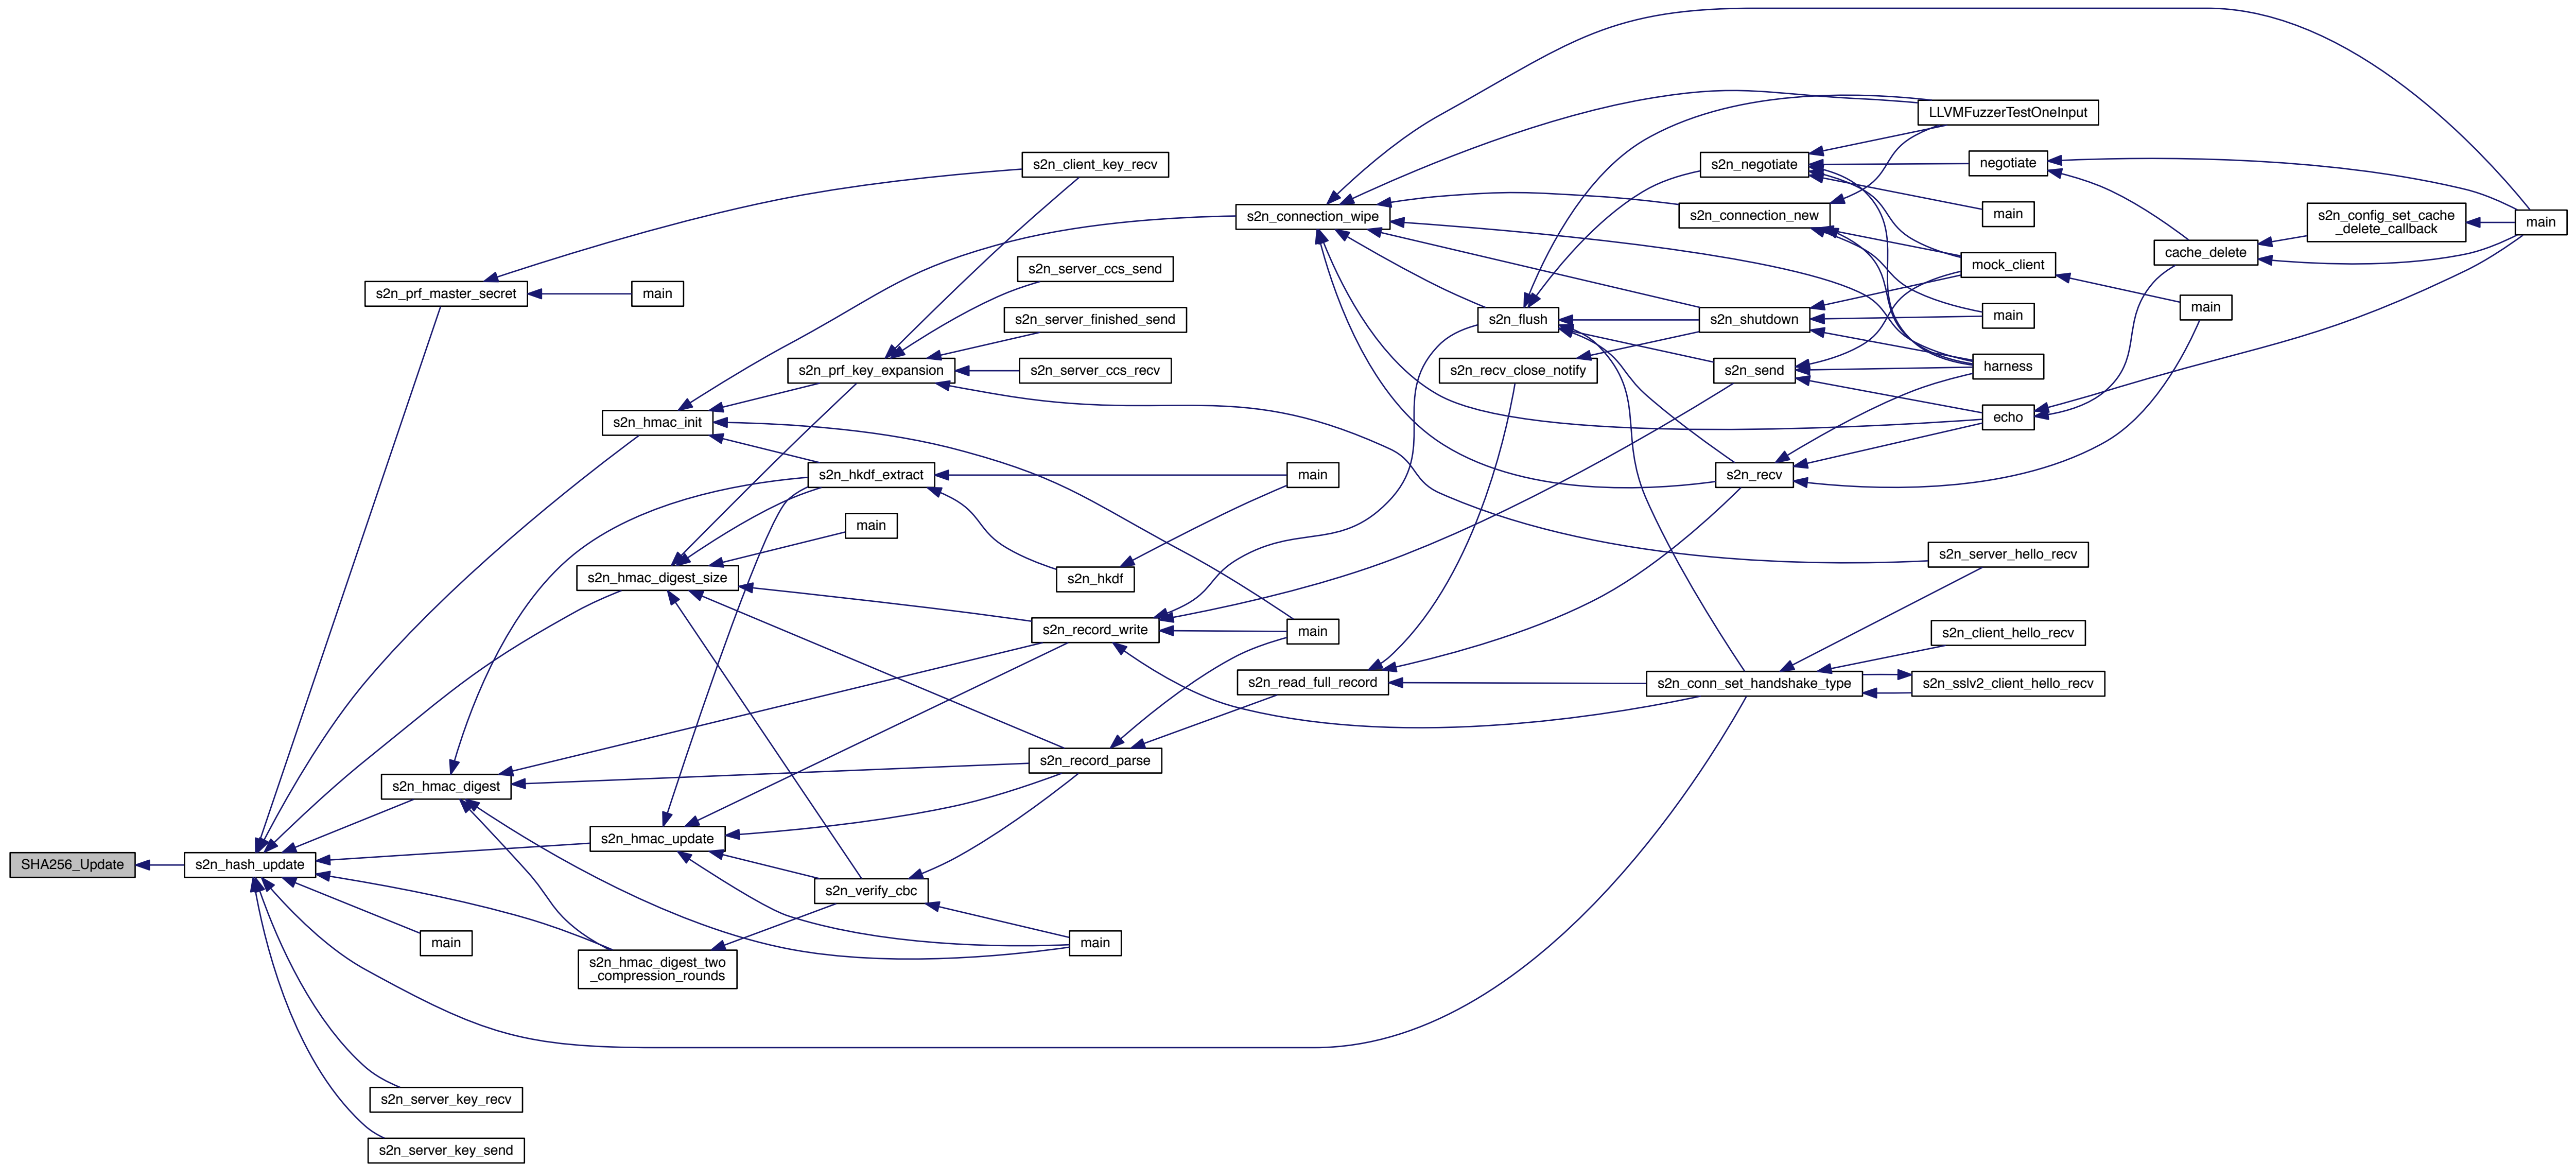 SHA256_Update
s2n_hash_update
s2n_prf_master_secret
main
s2n_client_key_recv
s2n_server_ccs_send
s2n_server_finished_send
s2n_prf_key_expansion
s2n_server_ccs_recv
s2n_hmac_init
s2n_hkdf_extract
main
main
s2n_hmac_digest_size
s2n_hkdf
s2n_record_write
main
s2n_hmac_digest
s2n_record_parse
s2n_hmac_update
s2n_verify_cbc
main
main
s2n_hmac_digest_two
_compression_rounds
s2n_server_key_recv
s2n_server_key_send
s2n_connection_wipe
s2n_flush
s2n_recv_close_notify
s2n_read_full_record
LLVMFuzzerTestOneInput
s2n_negotiate
negotiate
s2n_connection_new
main
mock_client
s2n_shutdown
main
s2n_send
harness
echo
s2n_recv
s2n_server_hello_recv
s2n_client_hello_recv
s2n_conn_set_handshake_type
s2n_sslv2_client_hello_recv
cache_delete
main
s2n_config_set_cache
_delete_callback
main